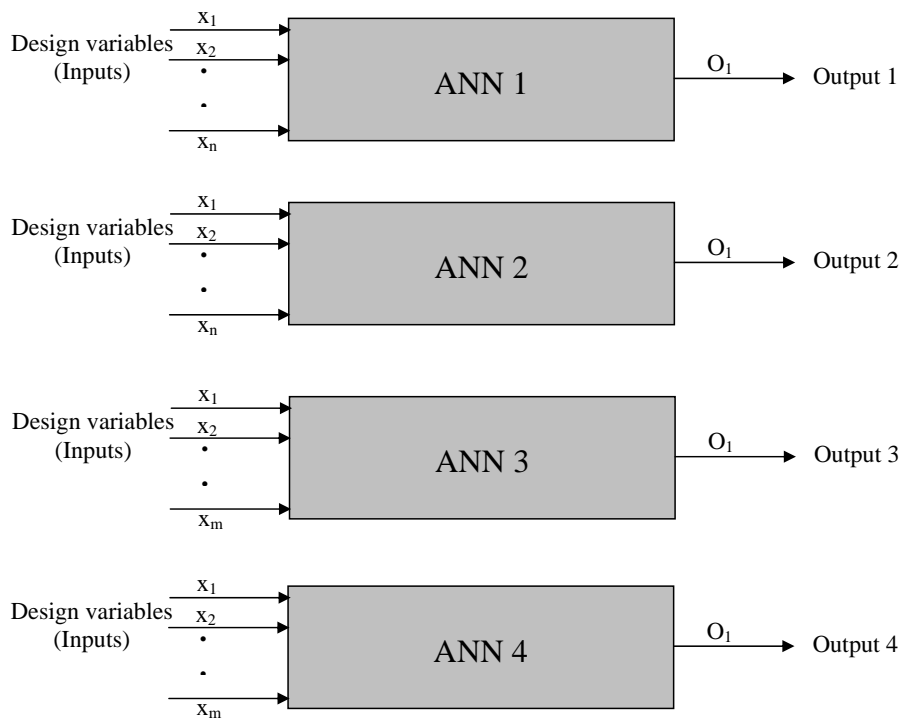 x₁
Design variables
(Inputs)
x₂
xₙ
ANN 1
O₁
Output 1
x₁
Design variables
(Inputs)
x₂
xₙ
ANN 2
O₁
Output 2
x₁
Design variables
(Inputs)
x₂
xₘ
ANN 3
O₁
Output 3
x₁
Design variables
(Inputs)
x₂
xₘ
ANN 4
O₁
Output 4